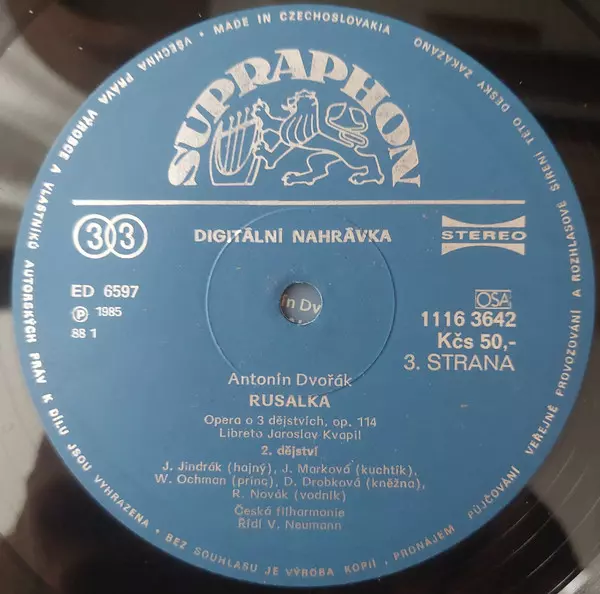 SUPRAPHON
33
DIGITÁLNÍ NAHRÁVKA
STEREO
ED 6597
Ⓟ 1985
88 1
OSA
1116 3642
Kčs 50,-
3. STRANA
in Dv
Antonín Dvořák
RUSALKA
Opera o 3 dějstvích, op. 114
Libreto Jaroslav Kvapil
2. dějství
J. Jindrák (hajný), J. Marková (kuchtík),
W. Ochman (princ), D. Drobková (kněžna),
R. Novák (vodník)
Česká filharmonie
Řídí V. Neumann
MADE IN CZECHOSLOVAKIA • VŠECHNA PRÁVA VÝROBCE A VLASTNÍKŮ AUTORSKÝCH PRÁV K DÍLU JSOU VYHRAZENA • BEZ SOUHLASU JE VÝROBA KOPIÍ, PRONÁJEM, PŮJČOVÁNÍ, VEŘEJNÉ PROVOZOVÁNÍ A ROZHLASOVÉ ŠÍŘENÍ TÉTO DESKY ZAKÁZÁNO •